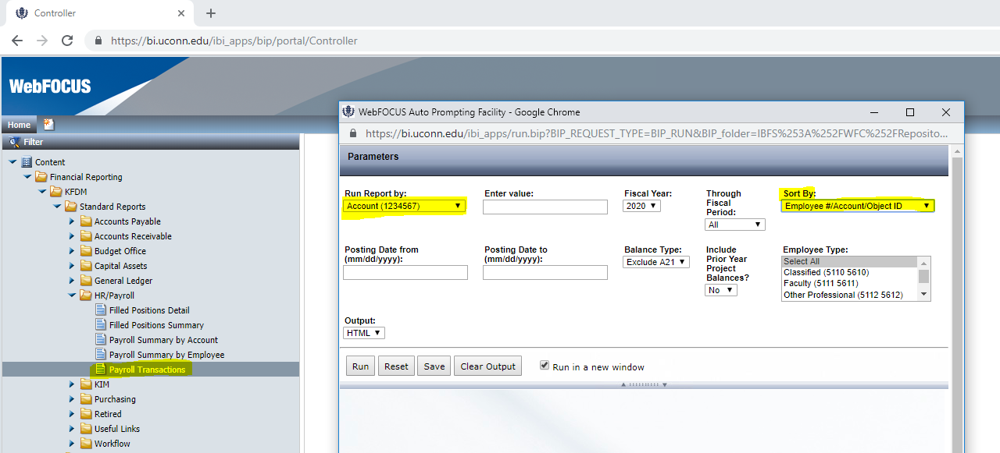 Controller
https://bi.uconn.edu/ibi_apps/bip/portal/Controller
WebFOCUS
Home
Filter
Content
Financial Reporting
KFDM
Standard Reports
Accounts Payable
Accounts Receivable
Budget Office
Capital Assets
General Ledger
HR/Payroll
Filled Positions Detail
Filled Positions Summary
Payroll Summary by Account
Payroll Summary by Employee
Payroll Transactions
KIM
Purchasing
Retired
Useful Links
Workflow
WebFOCUS Auto Prompting Facility - Google Chrome
https://bi.uconn.edu/ibi_apps/run.bip?BIP_REQUEST_TYPE=BIP_RUN&BIP_folder=IBFS%253A%252FWFC%252FReposito...
Parameters
Run Report by:
Account (1234567)
Enter value:
Fiscal Year:
2020
Through
Fiscal
Period:
All
Sort By:
Employee #/Account/Object ID
Posting Date from
(mm/dd/yyyy):
Posting Date to
(mm/dd/yyyy):
Balance Type:
Exclude A21
Include
Prior Year
Project
Balances?
No
Employee Type:
Select All
Classified (5110 5610)
Faculty (5111 5611)
Other Professional (5112 5612)
Output:
HTML
Run
Reset
Save
Clear Output
Run in a new window